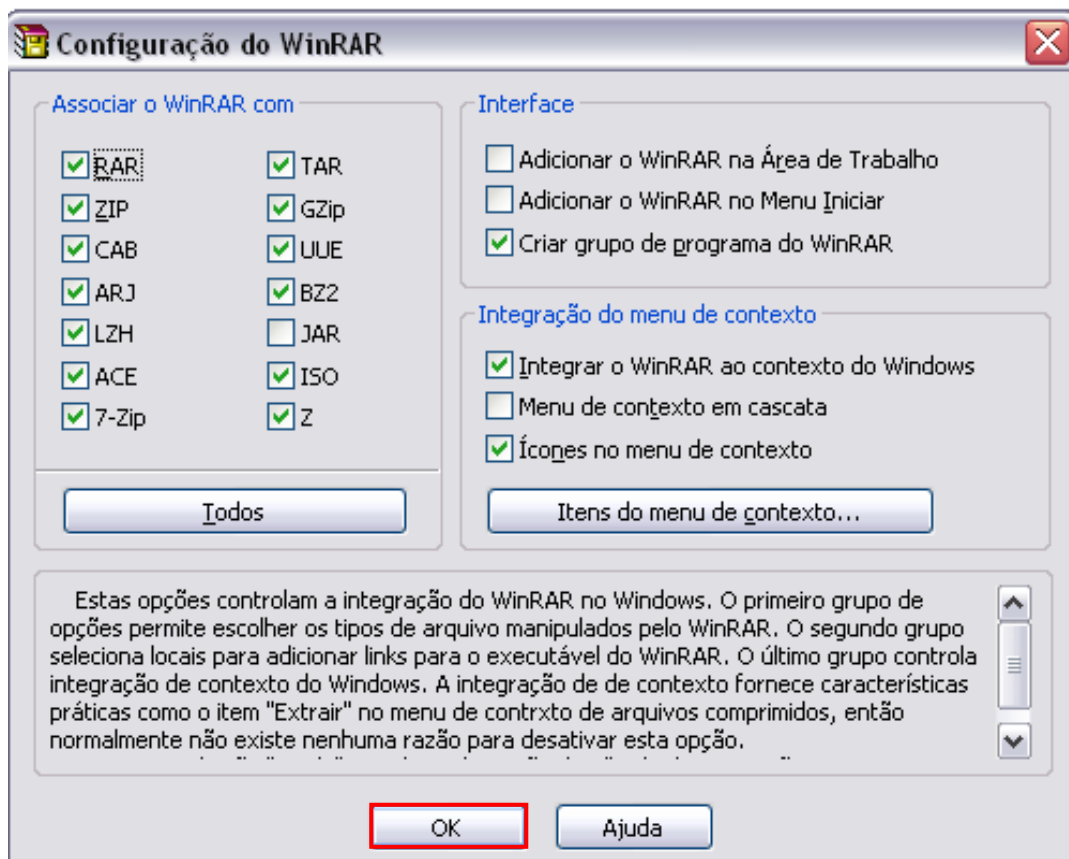 Configuração do WinRAR
Associar o WinRAR com
RAR
ZIP
CAB
ARJ
LZH
ACE
7-Zip
TAR
GZip
UUE
BZ2
JAR
ISO
Z
Todos
Interface
Adicionar o WinRAR na Área de Trabalho
Adicionar o WinRAR no Menu Iniciar
Criar grupo de programa do WinRAR
Integração do menu de contexto
Integrar o WinRAR ao contexto do Windows
Menu de contexto em cascata
Ícones no menu de contexto
Itens do menu de contexto...
Estas opções controlam a integração do WinRAR no Windows. O primeiro grupo de
opções permite escolher os tipos de arquivo manipulados pelo WinRAR. O segundo grupo
seleciona locais para adicionar links para o executável do WinRAR. O último grupo controla
integração de contexto do Windows. A integração de de contexto fornece características
práticas como o item "Extrair" no menu de contrxto de arquivos comprimidos, então
normalmente não existe nenhuma razão para desativar esta opção.
OK
Ajuda